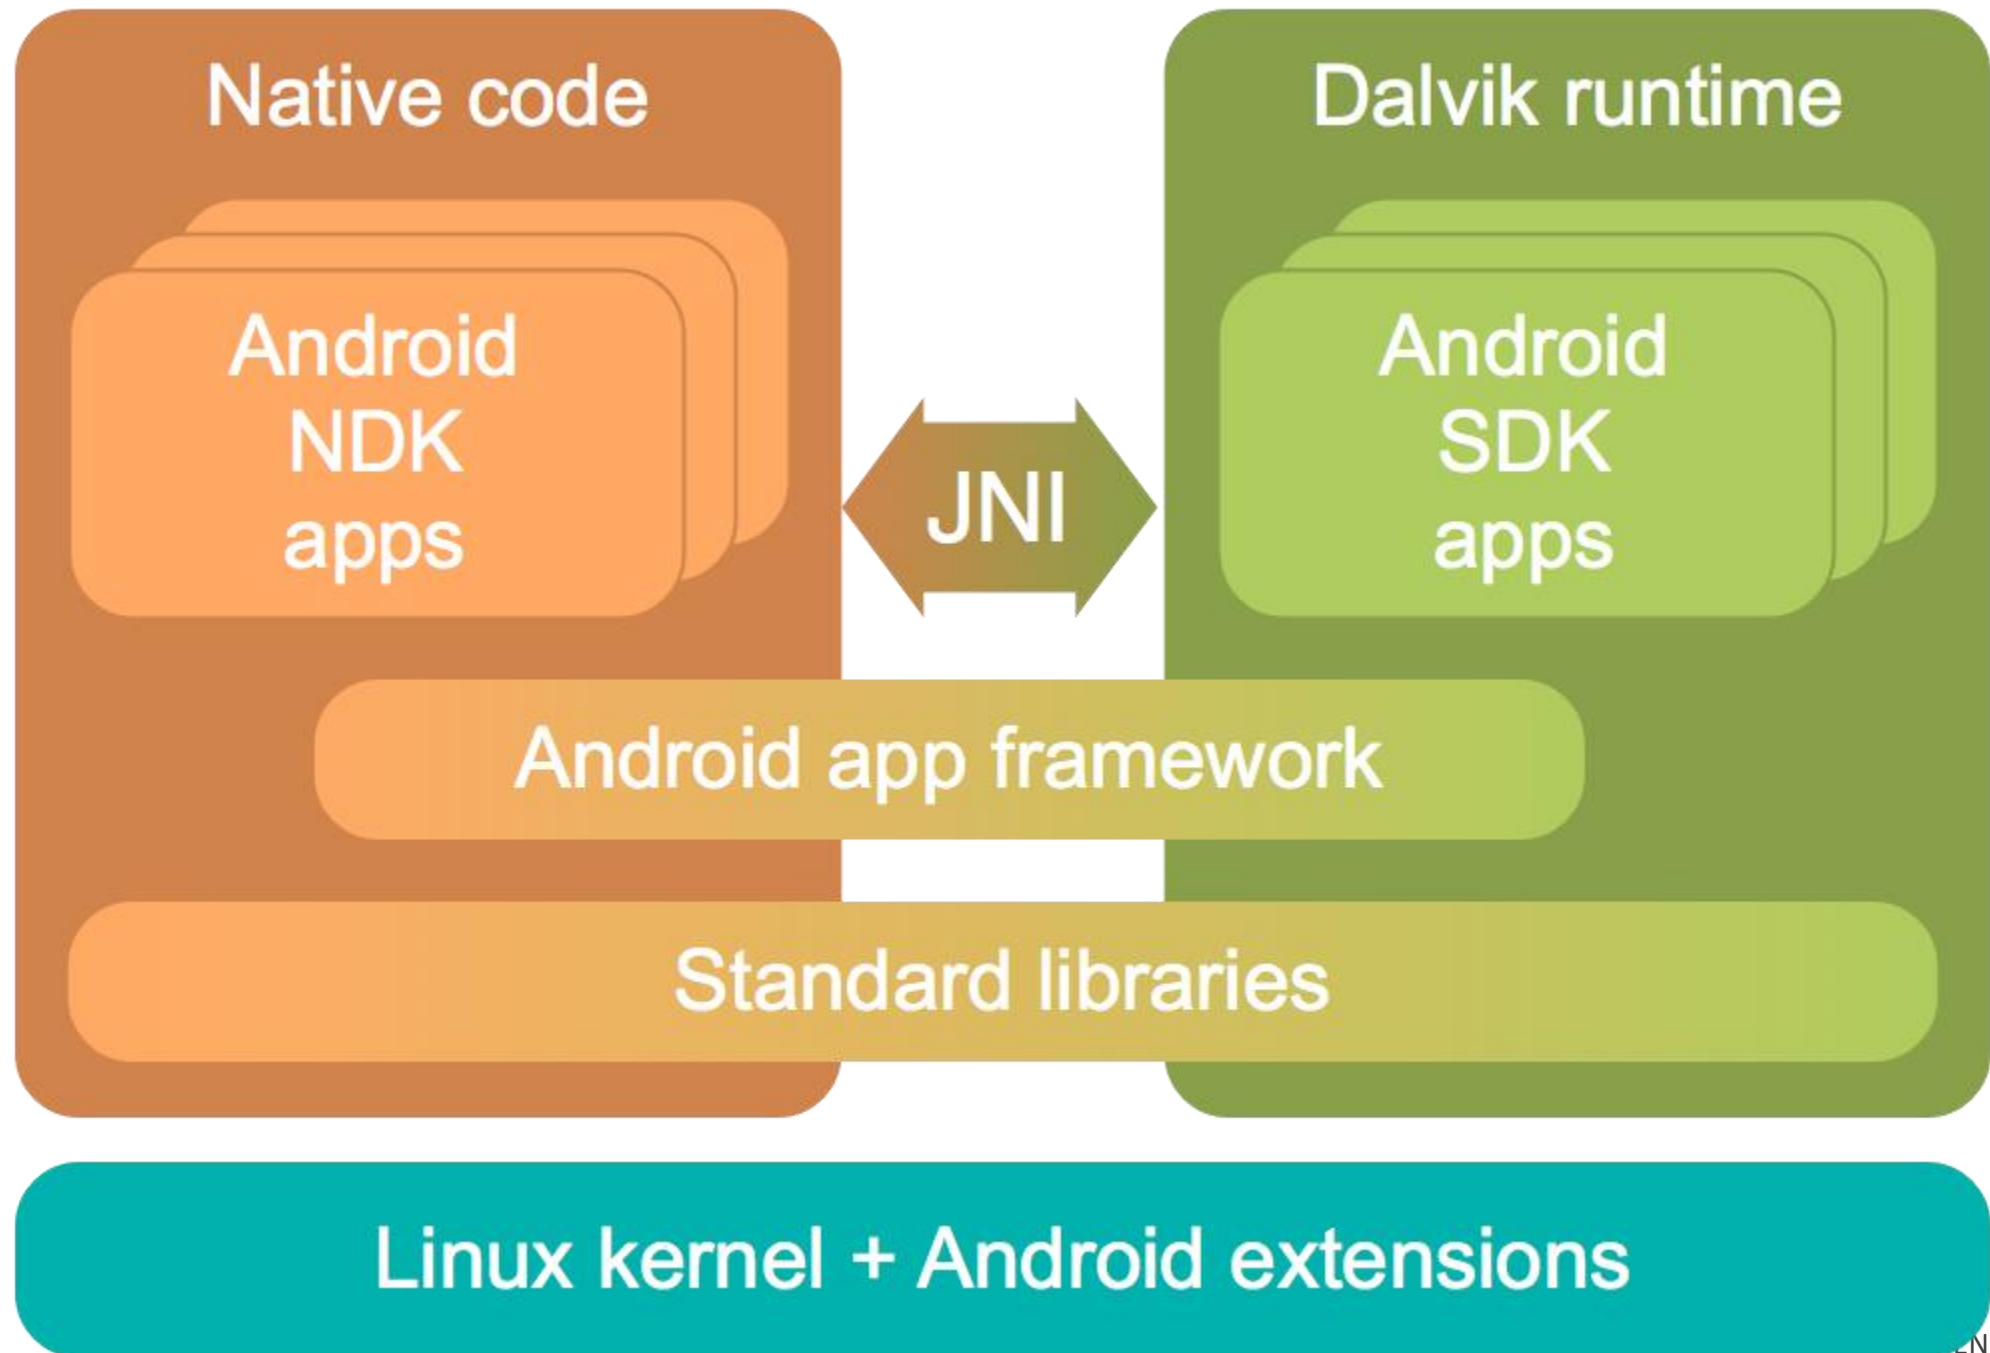 Native code
Dalvik runtime
Android
NDK
apps
JNI
Android
SDK
apps
Android app framework
Standard libraries
Linux kernel + Android extensions